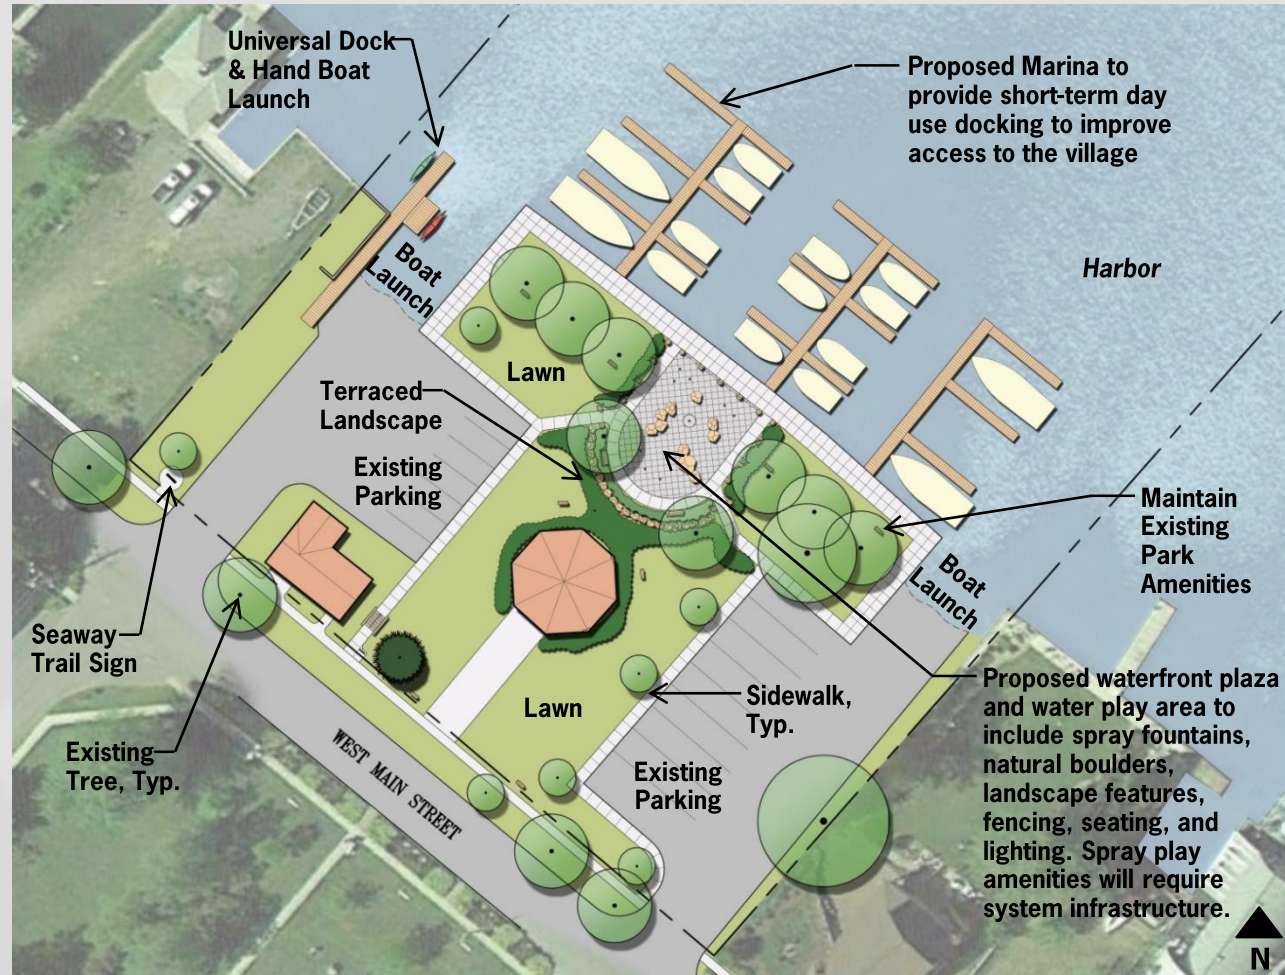 Universal Dock
& Hand Boat
Launch
Proposed Marina to
provide short-term day
use docking to improve
access to the village
Harbor
Boat
Launch
Lawn
Terraced
Landscape
Existing
Parking
Maintain
Existing
Park
Amenities
Boat
Launch
Seaway
Trail Sign
Sidewalk,
Typ.
Lawn
Proposed waterfront plaza
and water play area to
include spray fountains,
natural boulders,
landscape features,
fencing, seating, and
lighting. Spray play
amenities will require
system infrastructure.
Existing
Tree, Typ.
WEST MAIN STREET
Existing
Parking
N